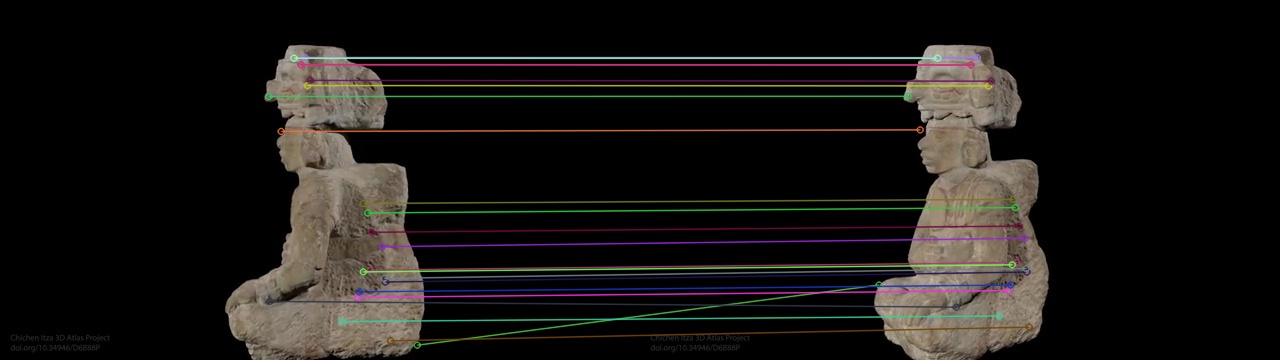 Chichen Itza 3D Atlas Project
doi.org/10.34946/D6B88P
Chichen Itza 3D Atlas Project
doi.org/10.34946/D6B88P